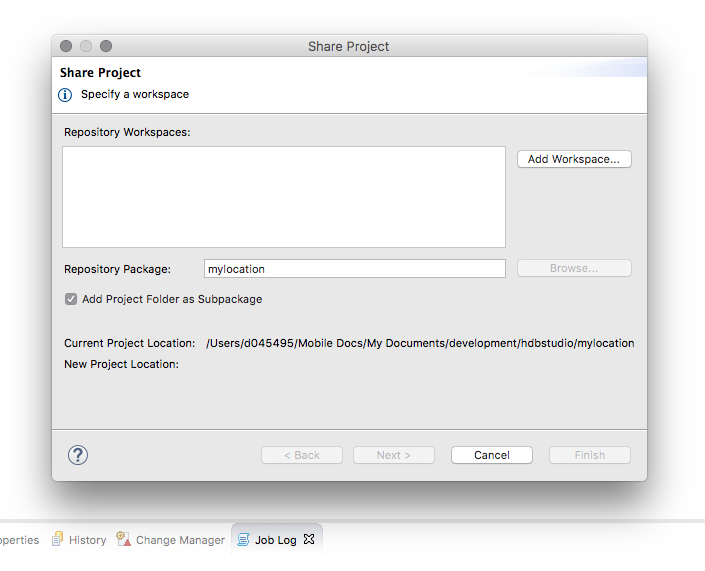 Share Project
Share Project
Specify a workspace
Repository Workspaces:
Add Workspace...
Repository Package: mylocation Browse...
Add Project Folder as Subpackage
Current Project Location: /Users/d045495/Mobile Docs/My Documents/development/hdbstudio/mylocation
New Project Location:
? < Back Next > Cancel Finish
History Change Manager Job Log